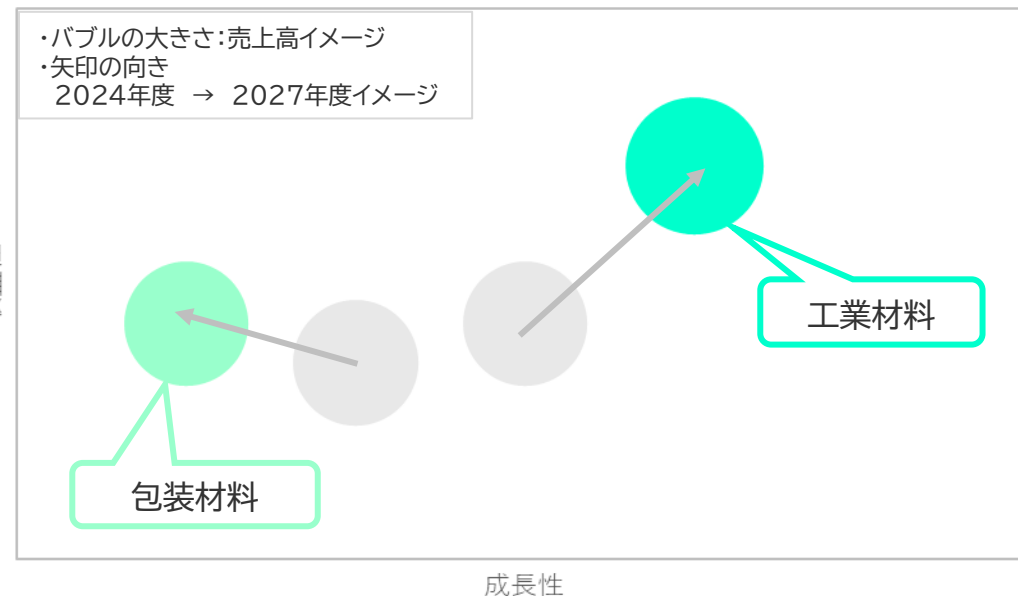 ・バブルの大きさ:売上高イメージ
・矢印の向き
2024年度 → 2027年度イメージ
工業材料
包装材料
成長性